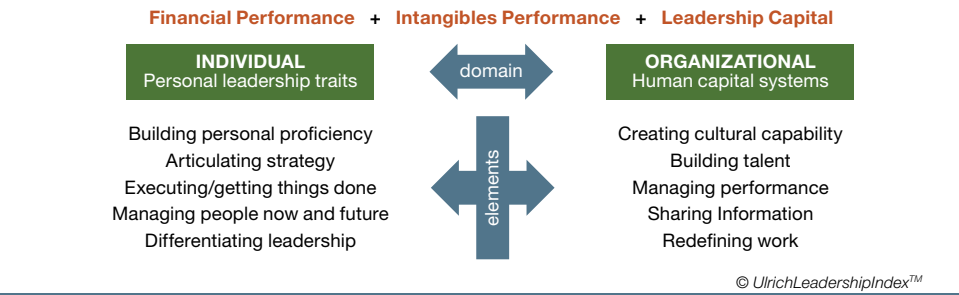 Financial Performance + Intangibles Performance + Leadership Capital
INDIVIDUAL
Personal leadership traits
domain
ORGANIZATIONAL
Human capital systems
Building personal proficiency
Articulating strategy
Executing/getting things done
Managing people now and future
Differentiating leadership
elements
Creating cultural capability
Building talent
Managing performance
Sharing Information
Redefining work
© UlrichLeadershipIndex™